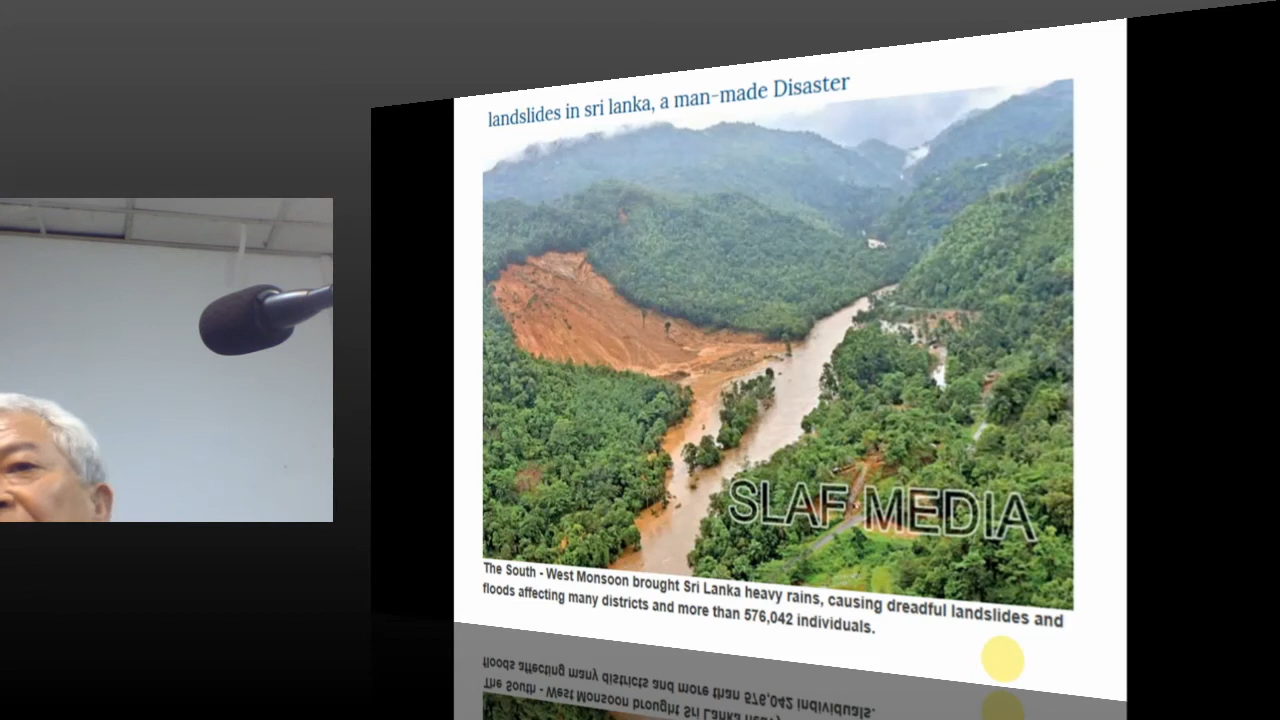 landslides in sri lanka, a man-made Disaster
SLAF MEDIA
The South - West Monsoon brought Sri Lanka heavy rains, causing dreadful landslides and
floods affecting many districts and more than 576,042 individuals.